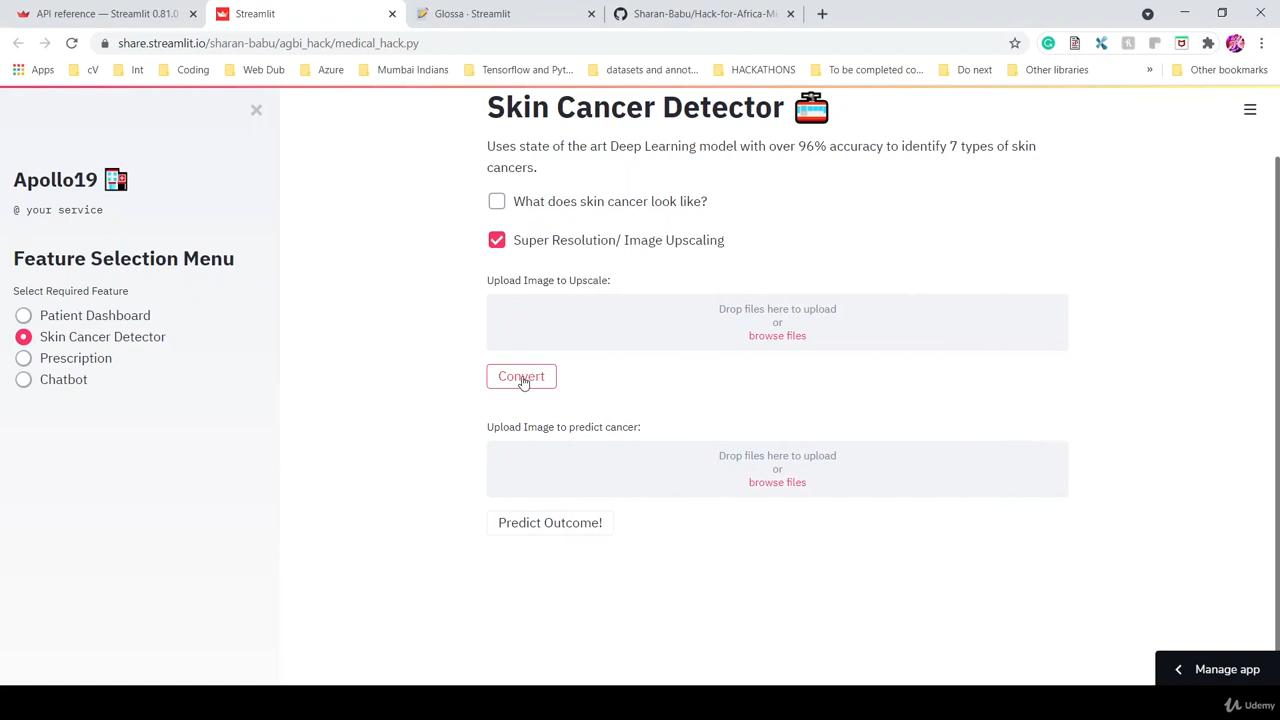 API reference — Streamlit 0.81.0
Streamlit
Glossa · Streamlit
Sharan-Babu/Hack-for-Africa-M
share.streamlit.io/sharan-babu/agbi_hack/medical_hack.py
Apps
cV
Int
Coding
Web Dub
Azure
Mumbai Indians
Tensorflow and Pyt...
datasets and annot...
HACKATHONS
To be completed co...
Do next
Other libraries
»
Other bookmarks
Apollo19
@ your service
Feature Selection Menu
Select Required Feature
Patient Dashboard
Skin Cancer Detector
Prescription
Chatbot
Skin Cancer Detector
Uses state of the art Deep Learning model with over 96% accuracy to identify 7 types of skin
cancers.
What does skin cancer look like?
Super Resolution/ Image Upscaling
Upload Image to Upscale:
Drop files here to upload
or
browse files
Convert
Upload Image to predict cancer:
Drop files here to upload
or
browse files
Predict Outcome!
Manage app
Udemy